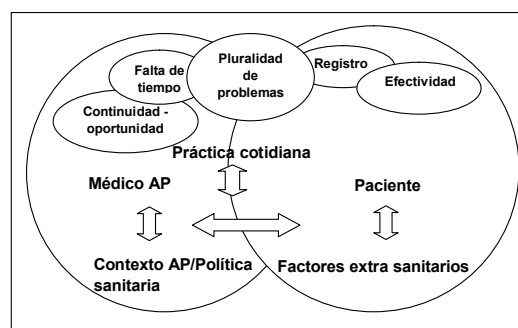 Pluralidad
de
problemas
Falta de
tiempo
Registro
Efectividad
Continuidad -
oportunidad
Práctica cotidiana
Médico AP
Paciente
Contexto AP/Política
sanitaria
Factores extra sanitarios